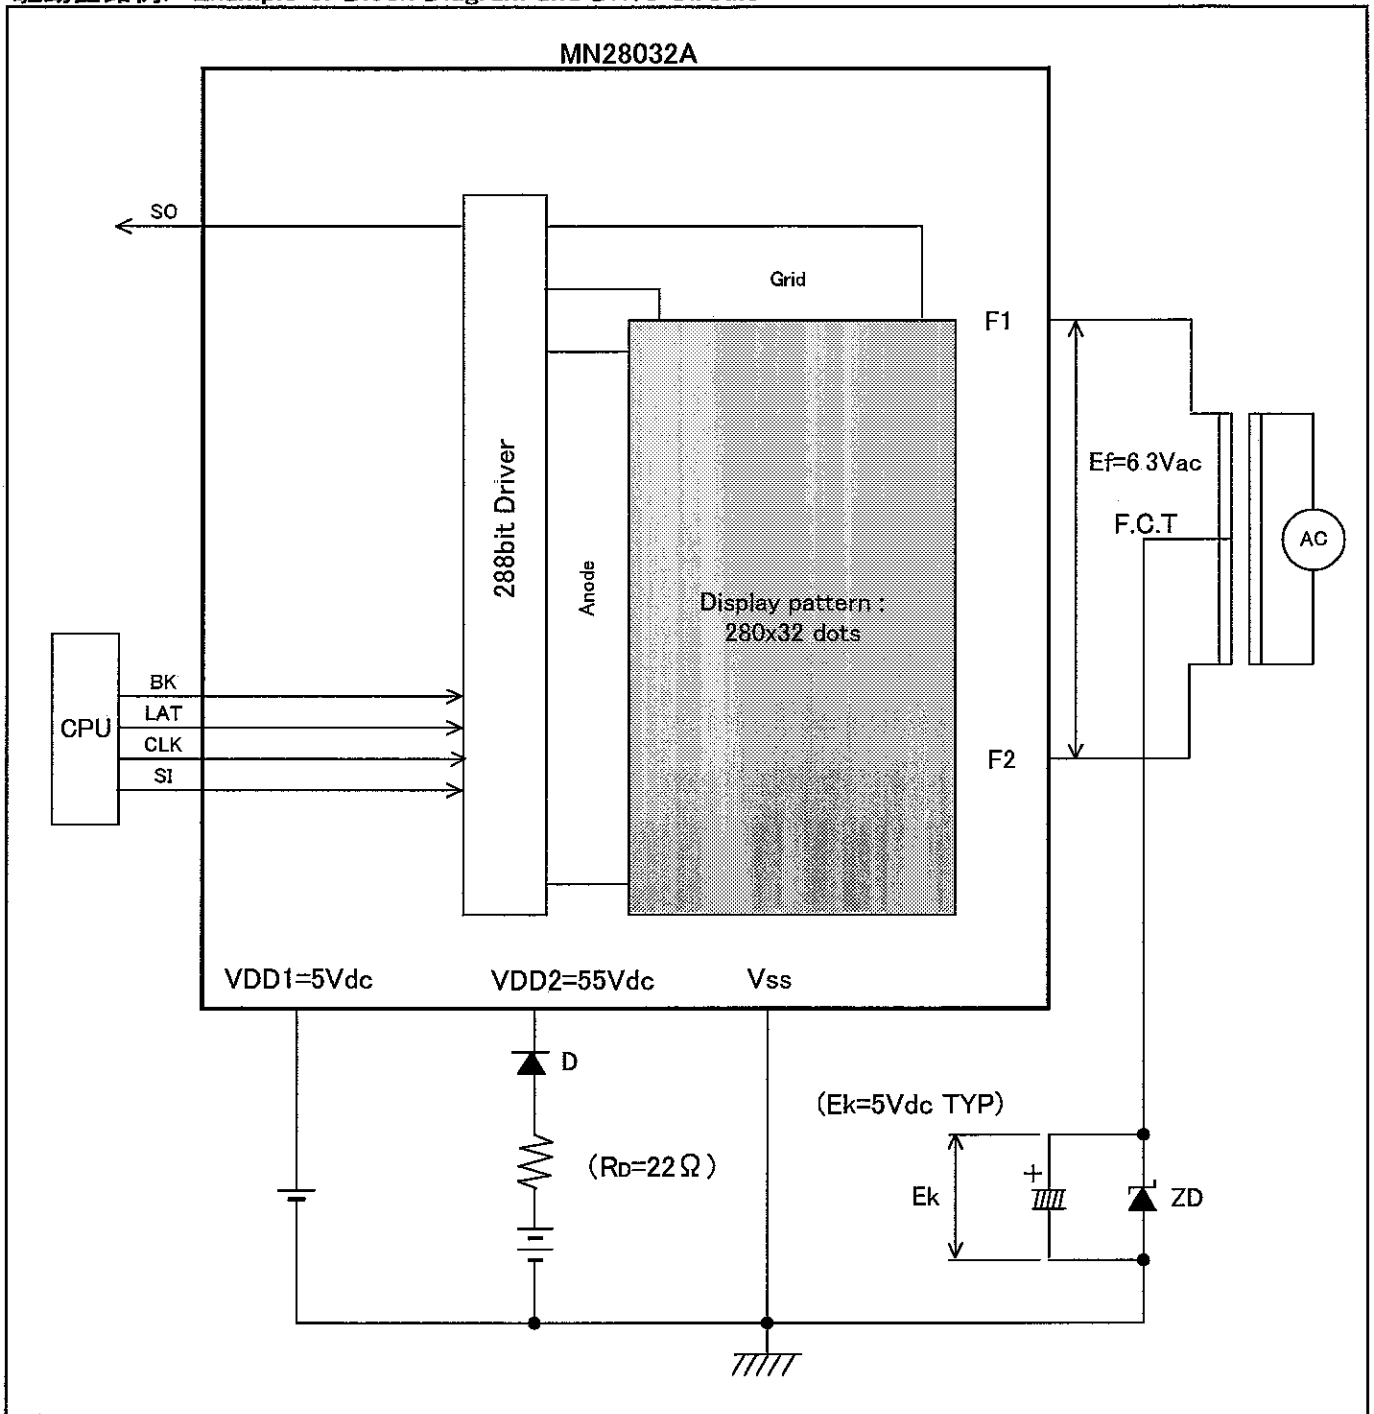 MN28032A
SO
Grid
F1
288bit Driver
Anode
Ef=6.3Vac
F.C.T
AC
Display pattern :
280x32 dots
BK
LAT
CLK
SI
CPU
F2
VDD1=5Vdc
VDD2=55Vdc
Vss
D
(Ek=5Vdc TYP)
(RD=22Ω)
+
Ek
ZD